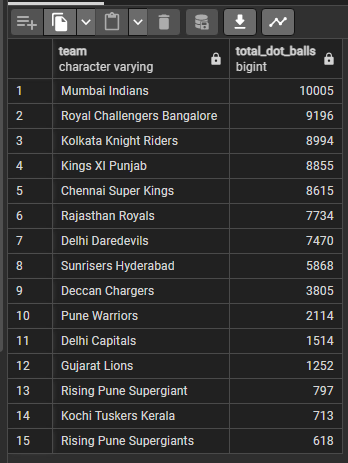 team
character varying
total_dot_balls
bigint
1 Mumbai Indians 10005
2 Royal Challengers Bangalore 9196
3 Kolkata Knight Riders 8994
4 Kings XI Punjab 8855
5 Chennai Super Kings 8615
6 Rajasthan Royals 7734
7 Delhi Daredevils 7470
8 Sunrisers Hyderabad 5868
9 Deccan Chargers 3805
10 Pune Warriors 2114
11 Delhi Capitals 1514
12 Gujarat Lions 1252
13 Rising Pune Supergiant 797
14 Kochi Tuskers Kerala 713
15 Rising Pune Supergiants 618